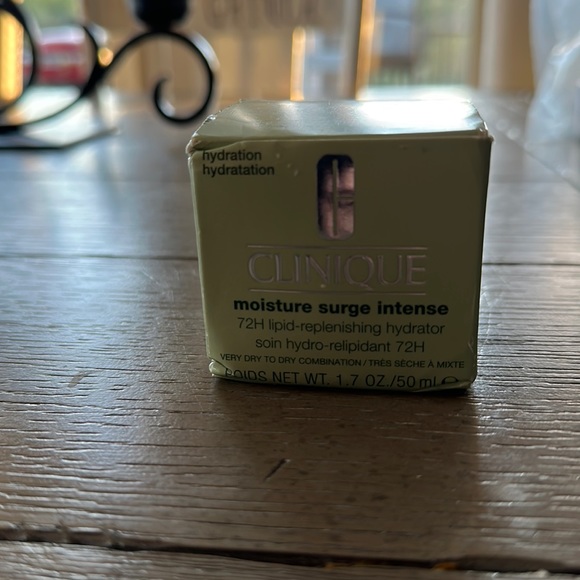 hydration
hydratation
CLINIQUE
moisture surge intense
72H lipid-replenishing hydrator
soin hydro-relipidant 72H
VERY DRY TO DRY COMBINATION / TRÈS SÈCHE À MIXTE
POIDS NET WT. 1.7 OZ./50 ml ℮